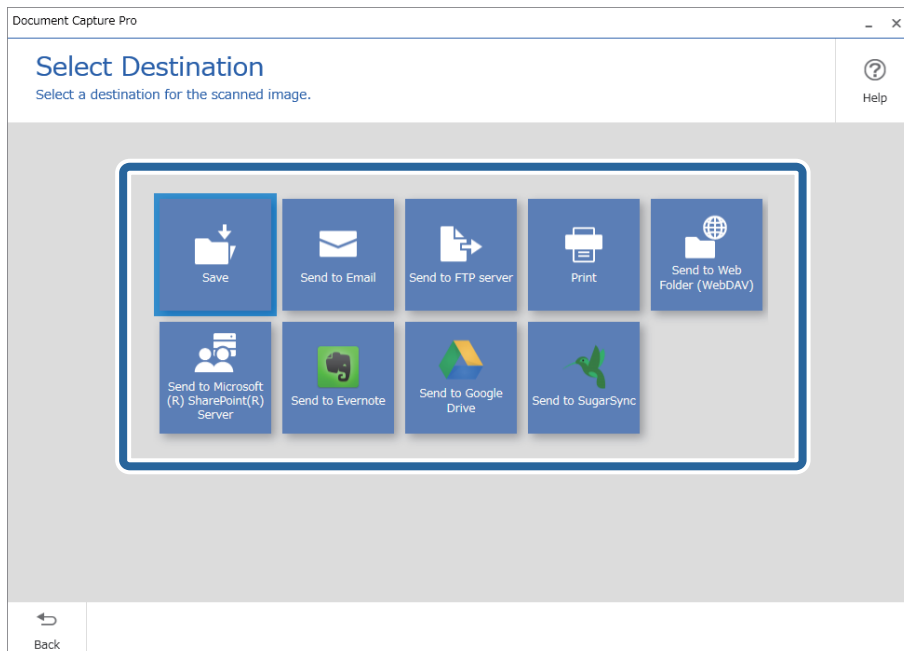 Document Capture Pro
Select Destination
Select a destination for the scanned image.
Help
Save
Send to Email
Send to FTP server
Print
Send to Web
Folder (WebDAV)
Send to Microsoft
(R) SharePoint(R)
Server
Send to Evernote
Send to Google
Drive
Send to SugarSync
Back